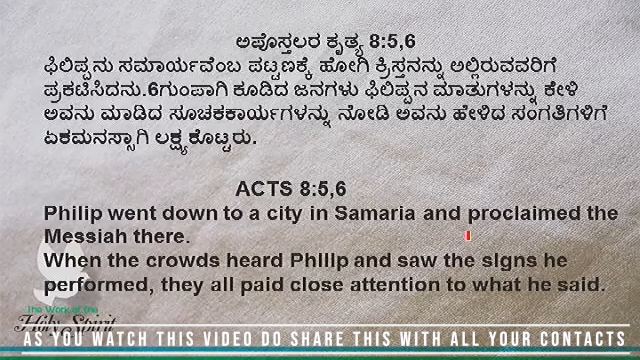 ಅಪೊಸ್ತಲರ ಕೃತ್ಯ 8:5,6
ಫಿಲಿಪ್ಪನು ಸಮಾರ್ಯವೆಂಬ ಪಟ್ಟಣಕ್ಕೆ ಹೋಗಿ ಕ್ರಿಸ್ತನನ್ನು ಅಲ್ಲಿರುವವರಿಗೆ
ಪ್ರಕಟಿಸಿದನು.6ಗುಂಪಾಗಿ ಕೂಡಿದ ಜನಗಳು ಫಿಲಿಪ್ಪನ ಮಾತುಗಳನ್ನು ಕೇಳಿ
ಅವನು ಮಾಡಿದ ಸೂಚಕಕಾರ್ಯಗಳನ್ನು ನೋಡಿ ಅವನು ಹೇಳಿದ ಸಂಗತಿಗಳಿಗೆ
ಏಕಮನಸ್ಸಾಗಿ ಲಕ್ಷ್ಯಕೊಟ್ಟರು.
ACTS 8:5,6
Philip went down to a city in Samaria and proclaimed the
Messiah there.
When the crowds heard Philip and saw the signs he
performed, they all paid close attention to what he said.
The Work of the
Holy Spirit
AS YOU WATCH THIS VIDEO DO SHARE THIS WITH ALL YOUR CONTACTS